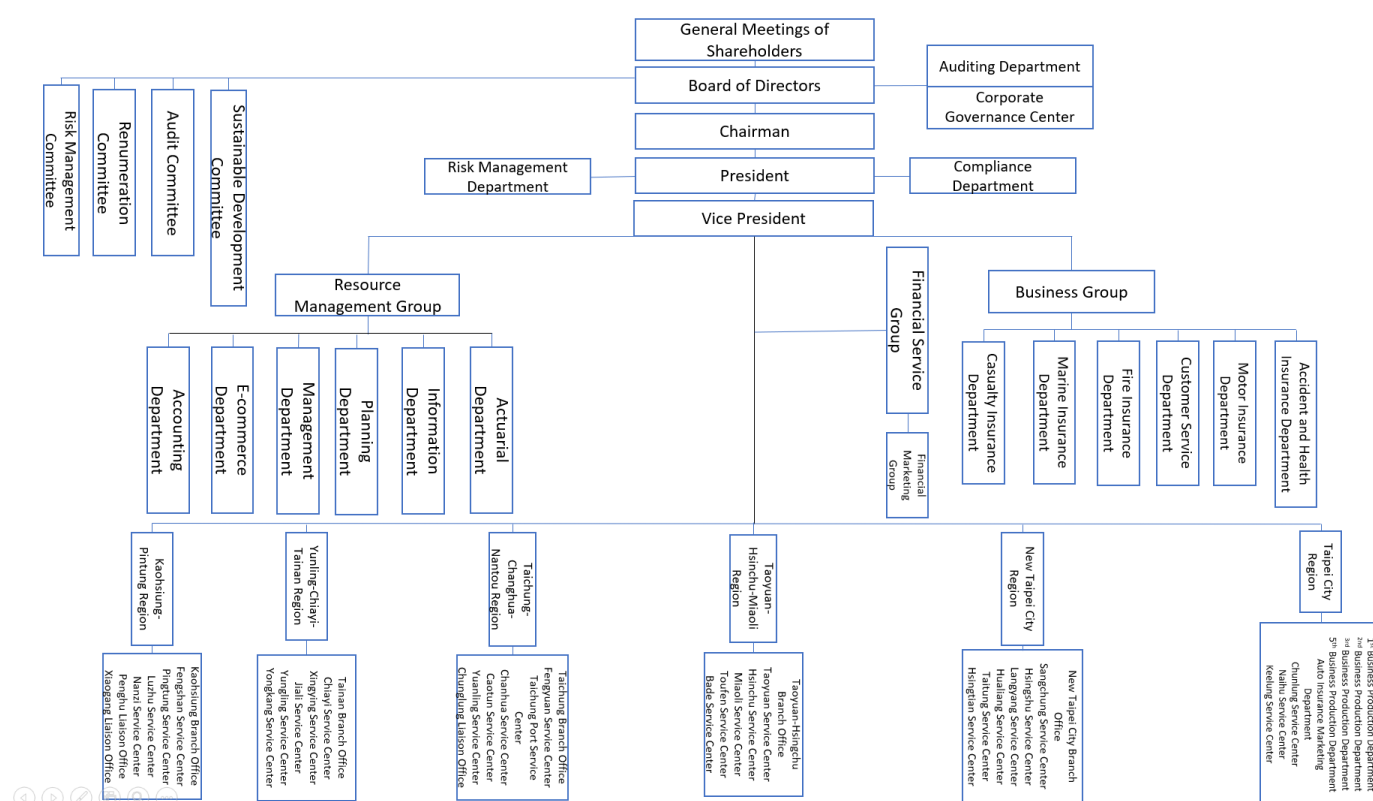 General Meetings of
Shareholders
Board of Directors
Auditing Department
Corporate
Governance Center
Chairman
Risk Management
Department
President
Compliance
Department
Vice President
Risk Management
Committee
Renumeration
Committee
Audit Committee
Sustainable Development
Committee
Resource
Management Group
Financial Service
Group
Business Group
Accounting
Department
E-commerce
Department
Management
Department
Planning
Department
Information
Department
Actuarial
Department
Financial
Marketing
Group
Casualty Insurance
Department
Marine Insurance
Department
Fire Insurance
Department
Customer Service
Department
Motor Insurance
Department
Accident and Health
Insurance Department
Kaohsiung-
Pintung Region
Yunling-Chiayi-
Tainan Region
Taichung-
Changhua-
Nantou Region
Taoyuan-
Hsinchu-Miaoli
Region
New Taipei City
Region
Taipei City
Region
Kaohsiung Branch Office
Fengshan Service Center
Pingtung Service Center
Luzhu Service Center
Nanzi Service Center
Penghu Liaison Office
Xiaogang Liaison Office
Tainan Branch Office
Chiayi Service Center
Xingying Service Center
Jiali Service Center
Yungling Service Center
Yongkang Service Center
Taichung Branch Office
Fengyuan Service Center
Taichung Port Service
Center
Chanhua Service Center
Caotun Service Center
Yuanling Service Center
Chunglung Liaison Office
Taoyuan-Hsingchu
Branch Office
Taoyuan Service Center
Hsinchu Service Center
Miaoli Service Center
Toufen Service Center
Bade Service Center
New Taipei City Branch
Office
Sangchung Service Center
Hsingshu Service Center
Langyang Service Center
Hualiang Service Center
Taitung Service Center
Hsingtian Service Center
1st Business Production Department
2nd Business Production Department
3rd Business Production Department
5th Business Production Department
Auto Insurance Marketing
Department
Chunlung Service Center
Naihu Service Center
Keelung Service Center